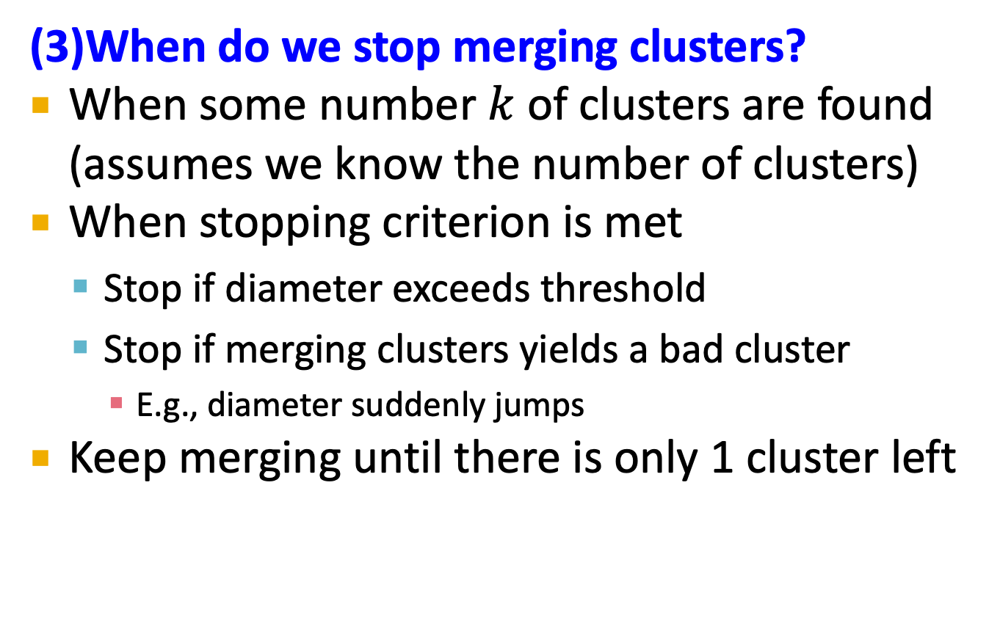 (3)When do we stop merging clusters?
When some number k of clusters are found
(assumes we know the number of clusters)
When stopping criterion is met
Stop if diameter exceeds threshold
Stop if merging clusters yields a bad cluster
E.g., diameter suddenly jumps
Keep merging until there is only 1 cluster left